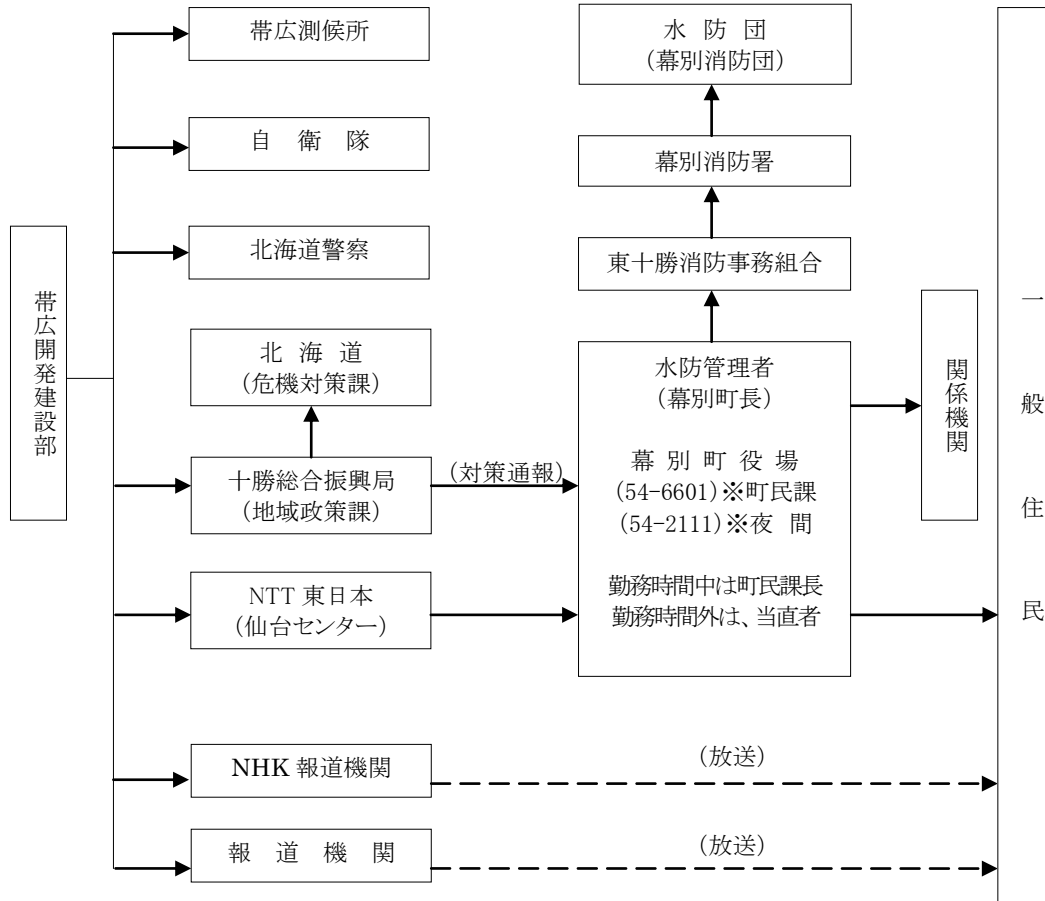 帯広開発建設部
帯広測候所
自 衛 隊
北海道警察
北 海 道
(危機対策課)
十勝総合振興局
(地域政策課)
(対策通報)
NTT 東日本
(仙台センター)
NHK 報道機関
(放送)
報 道 機 関
(放送)
水 防 団
(幕別消防団)
幕別消防署
東十勝消防事務組合
水防管理者
(幕別町長)
幕 別 町 役 場
(54-6601)※町民課
(54-2111)※夜 間
勤務時間中は町民課長
勤務時間外は、当直者
関係機関
一般住民